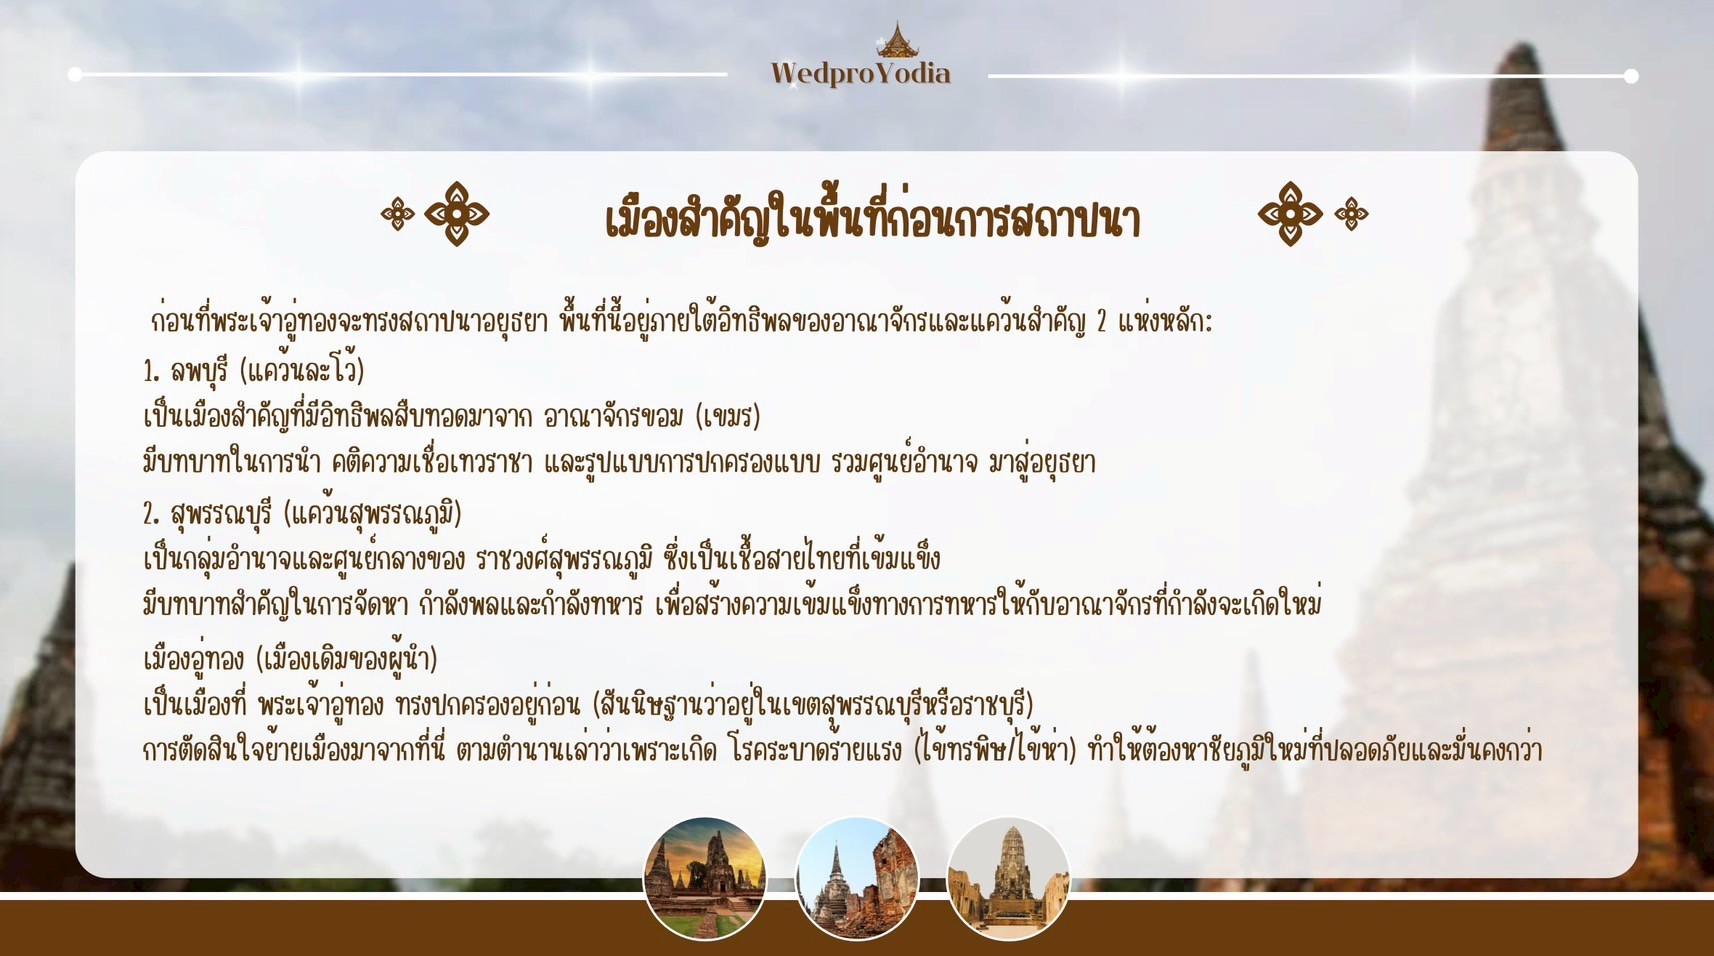 WedproYodia
เมืองสำคัญในพื้นที่ก่อนการสถาปนา
ก่อนที่พระเจ้าอู่ทองจะทรงสถาปนาอยุธยา พื้นที่นี้อยู่ภายใต้อิทธิพลของอาณาจักรและแคว้นสำคัญ 2 แห่งหลัก:
1. ลพบุรี (แคว้นละโว้)
เป็นเมืองสำคัญที่มีอิทธิพลสืบทอดมาจาก อาณาจักรขอม (เขมร)
มีบทบาทในการนำ คติความเชื่อเทวราชา และรูปแบบการปกครองแบบ รวมศูนย์อำนาจ มาสู่อยุธยา
2. สุพรรณบุรี (แคว้นสุพรรณภูมิ)
เป็นกลุ่มอำนาจและศูนย์กลางของ ราชวงศ์สุพรรณภูมิ ซึ่งเป็นเชื้อสายไทยที่เข้มแข็ง
มีบทบาทสำคัญในการจัดหา กำลังพลและกำลังทหาร เพื่อสร้างความเข้มแข็งทางการทหารให้กับอาณาจักรที่กำลังจะเกิดใหม่
เมืองอู่ทอง (เมืองเดิมของผู้นำ)
เป็นเมืองที่ พระเจ้าอู่ทอง ทรงปกครองอยู่ก่อน (สันนิษฐานว่าอยู่ในเขตสุพรรณบุรีหรือราชบุรี)
การตัดสินใจย้ายเมืองมาจากที่นี่ ตามตำนานเล่าว่าเพราะเกิด โรคระบาดร้ายแรง (ไข้ทรพิษ/ไข้ห่า) ทำให้ต้องหาชัยภูมิใหม่ที่ปลอดภัยและมั่นคงกว่า